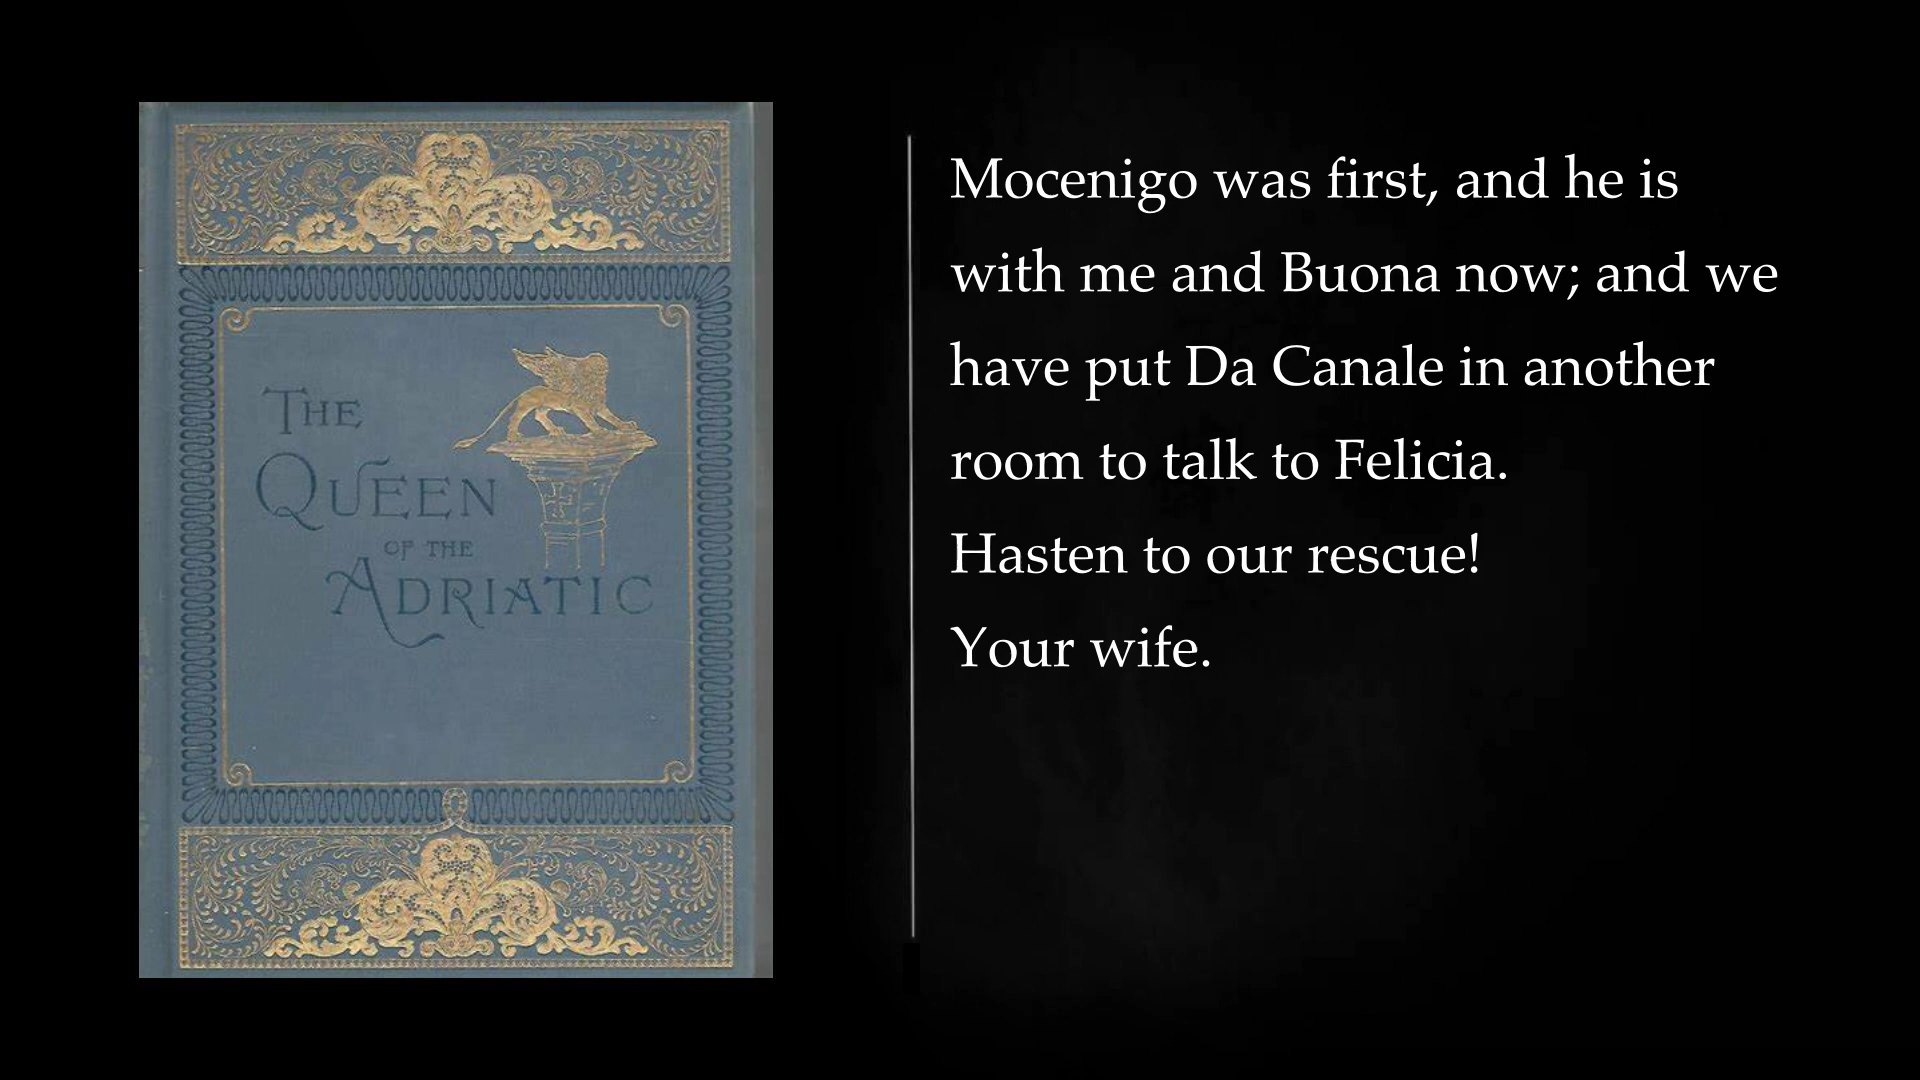 THE
QUEEN
OF THE
ADRIATIC
Mocenigo was first, and he is
with me and Buona now; and we
have put Da Canale in another
room to talk to Felicia.
Hasten to our rescue!
Your wife.